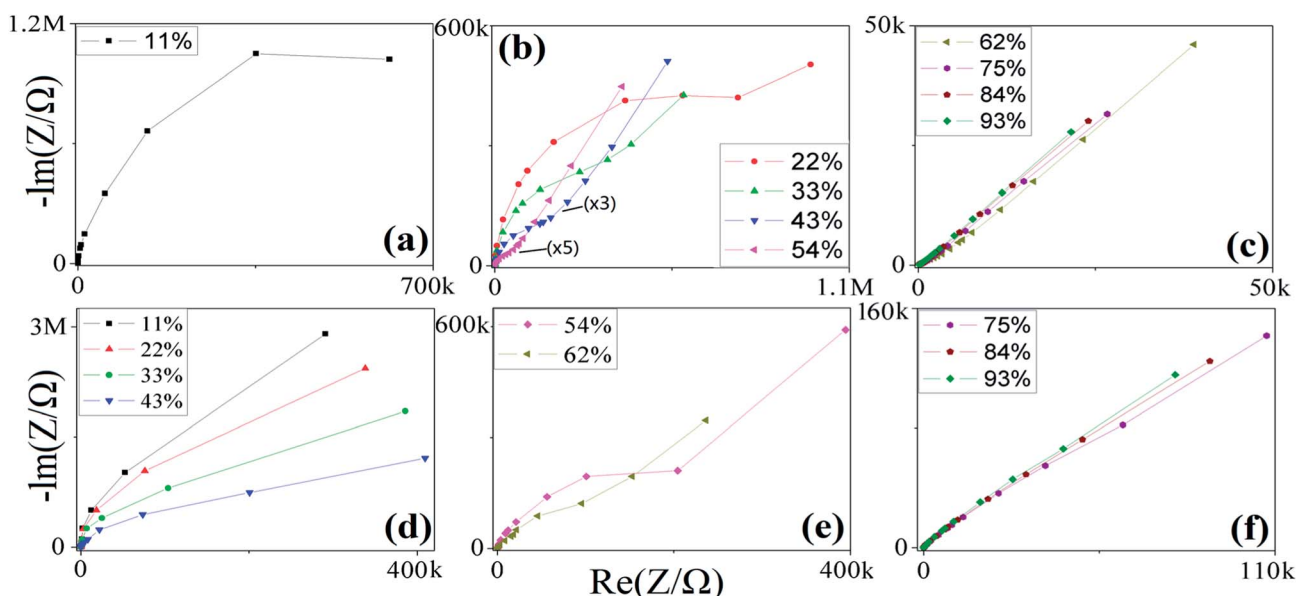 1.2M
11%
(a)
0
0
700k
-Im(Z/Ω)
600k
(b)
22%
33%
43%
54%
(x3)
(x5)
0
0
1.1M
50k
62%
75%
84%
93%
(c)
0
0
50k
3M
11%
22%
33%
43%
(d)
0
0
400k
-Im(Z/Ω)
600k
54%
62%
(e)
0
0
400k
Re(Z/Ω)
160k
75%
84%
93%
(f)
0
0
110k